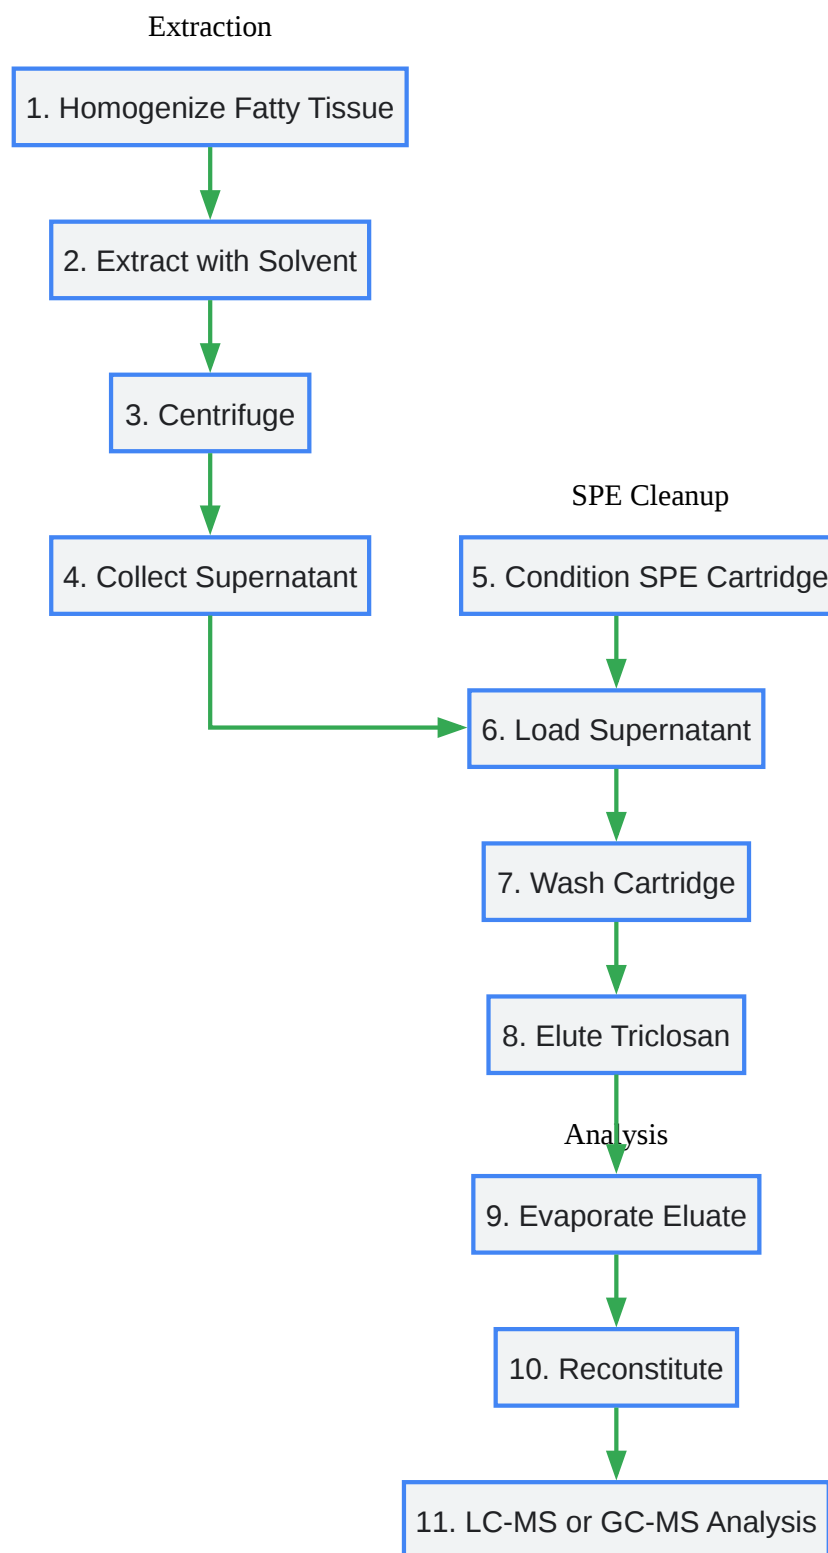 Extraction
1. Homogenize Fatty Tissue
2. Extract with Solvent
3. Centrifuge
4. Collect Supernatant
SPE Cleanup
5. Condition SPE Cartridge
6. Load Supernatant
7. Wash Cartridge
8. Elute Triclosan
Analysis
9. Evaporate Eluate
10. Reconstitute
11. LC-MS or GC-MS Analysis